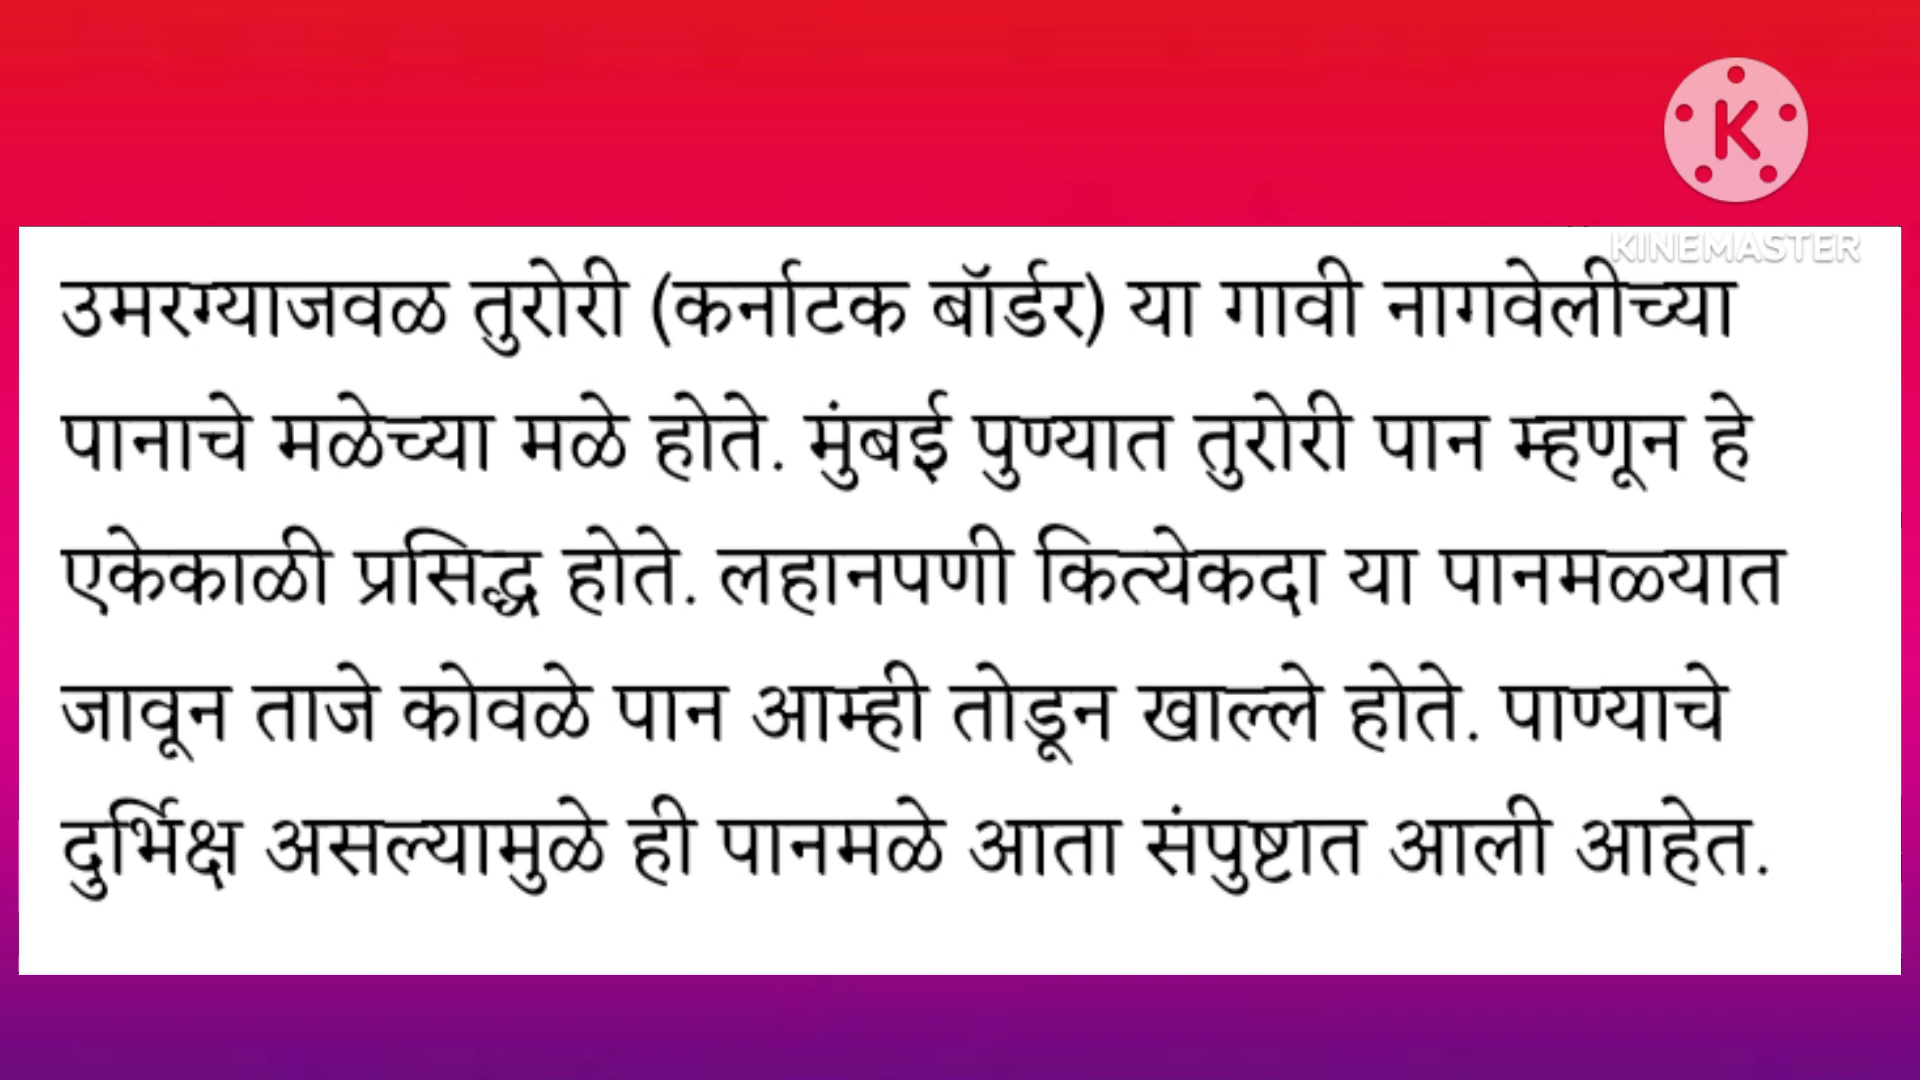 K
KINEMASTER
उमरग्याजवळ तुरोरी (कर्नाटक बॉर्डर) या गावी नागवेलीच्या
पानाचे मळेच्या मळे होते. मुंबई पुण्यात तुरोरी पान म्हणून हे
एकेकाळी प्रसिद्ध होते. लहानपणी कित्येकदा या पानमळ्यात
जावून ताजे कोवळे पान आम्ही तोडून खाल्ले होते. पाण्याचे
दुर्भिक्ष असल्यामुळे ही पानमळे आता संपुष्टात आली आहेत.